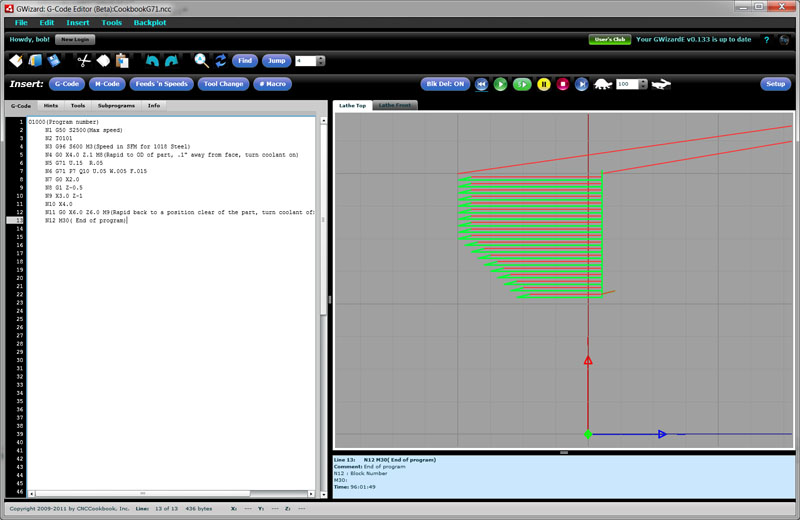 GWizard: G-Code Editor (Beta):CookbookG71.ncc
File Edit Insert Tools Backplot
Howdy, bob! New Login User's Club Your GWizardE v0.133 is up to date ?
Find Jump 4
Insert: G-Code M-Code Feeds 'n Speeds Tool Change # Macro Blk Del: ON 100 Setup
G-Code Hints Tools Subprograms Info Lathe Top Lathe Front
1 O1000(Program number)
2 N1 G50 S2500(Max speed)
3 N2 T0101
4 N3 G96 S600 M3(Speed in SFM for 1018 Steel)
5 N4 G0 X4.0 Z.1 M8(Rapid to OD of part, .1" away from face, turn coolant on)
6 N5 G71 U.15 R.05
7 N6 G71 P7 Q10 U.05 W.005 F.015
8 N7 G0 X2.0
9 N8 G1 Z-0.5
10 N9 X3.0 Z-1
11 N10 X4.0
12 N11 G0 X6.0 Z6.0 M9(Rapid back to a position clear of the part, turn coolant of
13 N12 M30( End of program)
14
15
16
17
18
19
20
21
22
23
24
25
26
27
28
29
30
31
32
33
34
35
36
37
38
39
40
41
42
43
44
45
46
Line 13: N12 M30( End of program)
Comment: End of program
N12 : Block Number
M30:
Time: 96:01:49
Copyright 2009-2011 by CNCCookbook, Inc. Line: 13 of 13 436 bytes X: --- Y: --- Z: ---